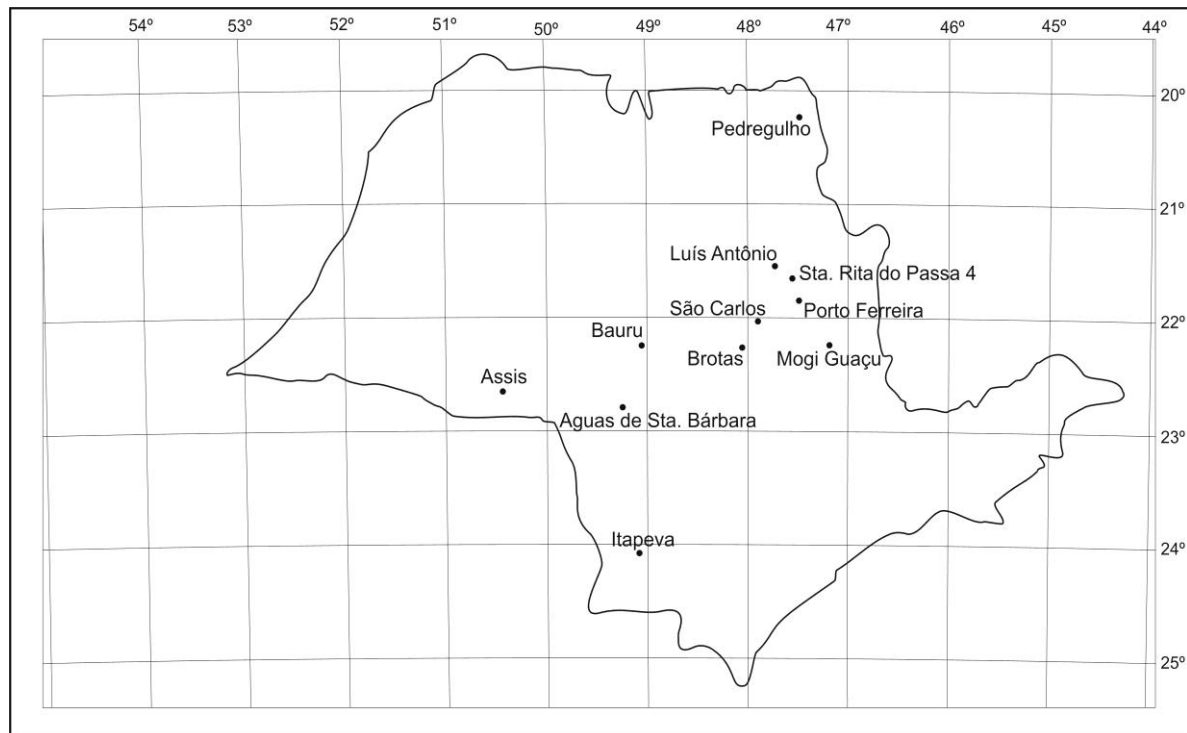 54º 53º 52º 51º 50º 49º 48º 47º 46º 45º 44º
20º
Pedregulho
21º
Luís Antônio
Sta. Rita do Passa 4
São Carlos
Porto Ferreira
22º
Bauru
Brotas
Mogi Guaçu
Assis
Aguas de Sta. Bárbara
23º
Itapeva
24º
25º